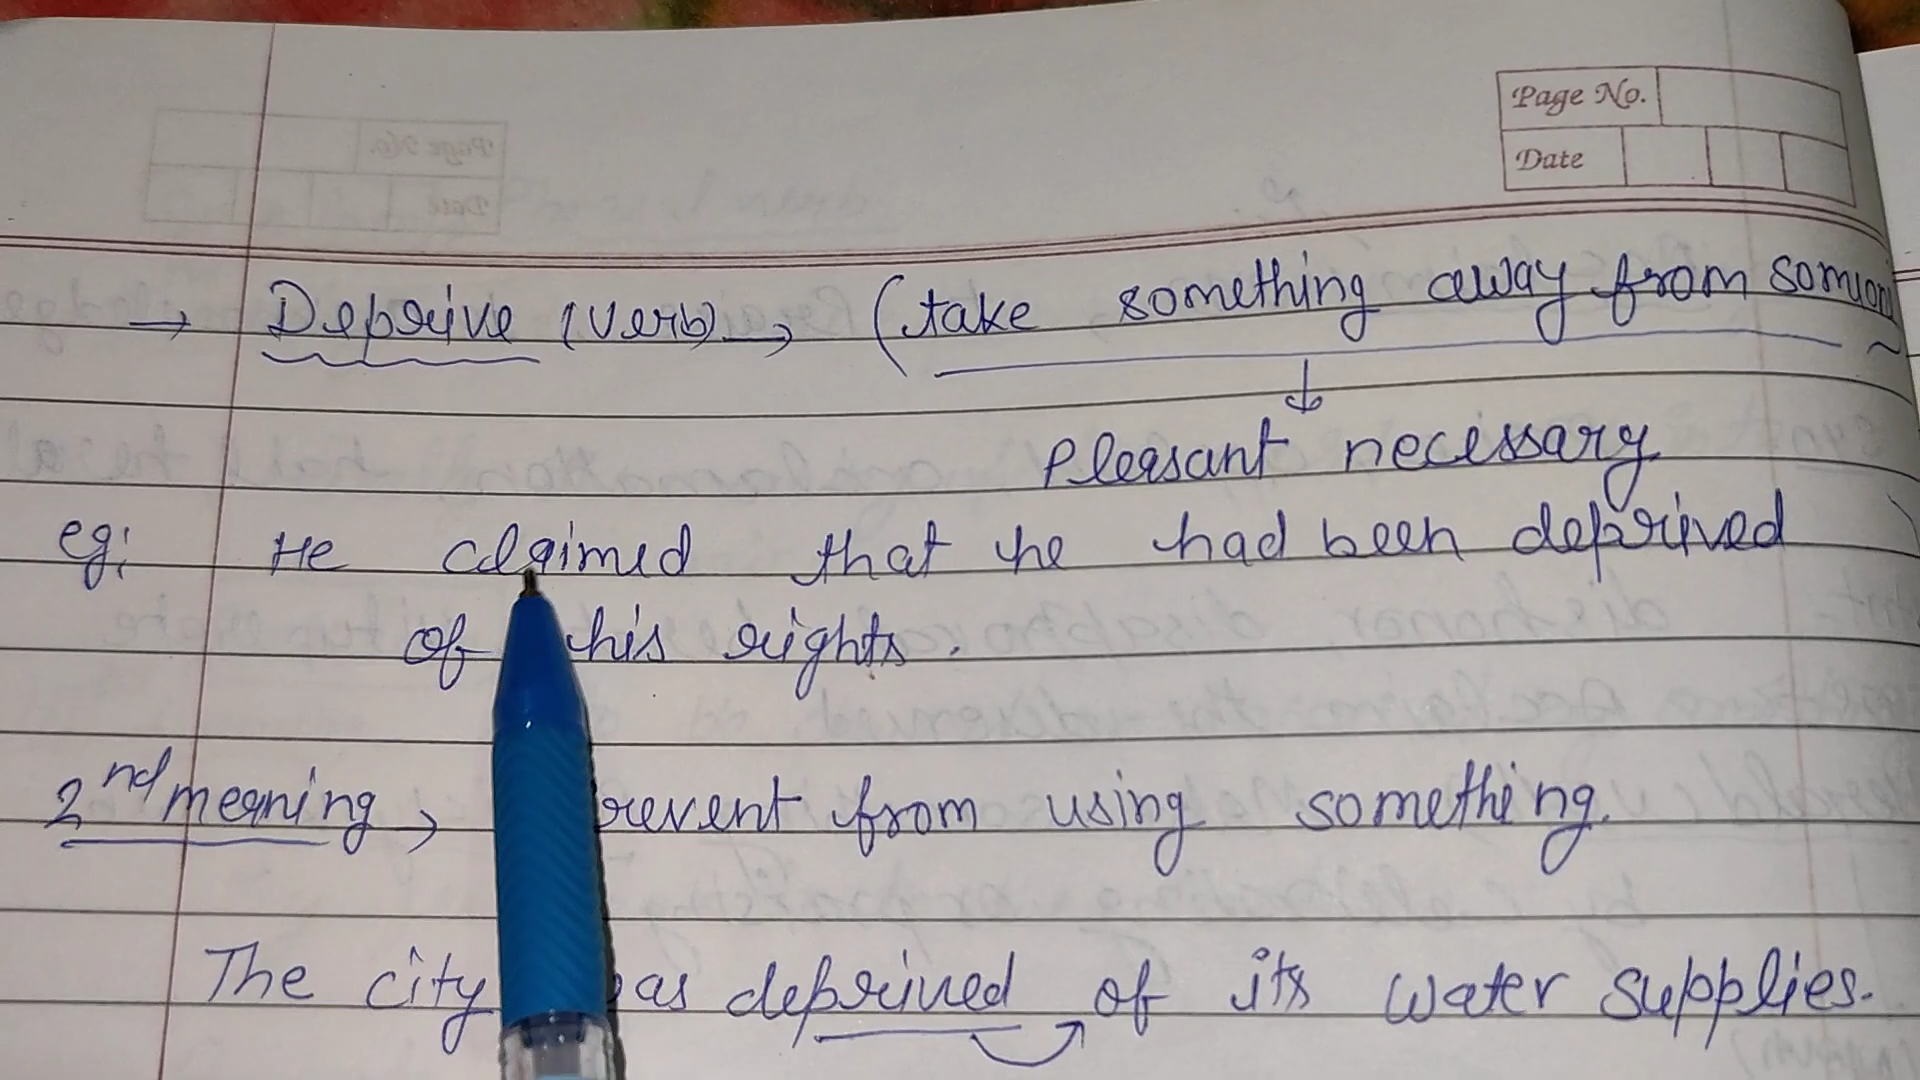 Page No.
Date
→ Deprive (verb) → (take something away from
↓
Pleasant necessary
eg: He claimed that he had been deprived
of his rights.
2nd meaning → revent from using something.
The city as deprived of its water supplies.